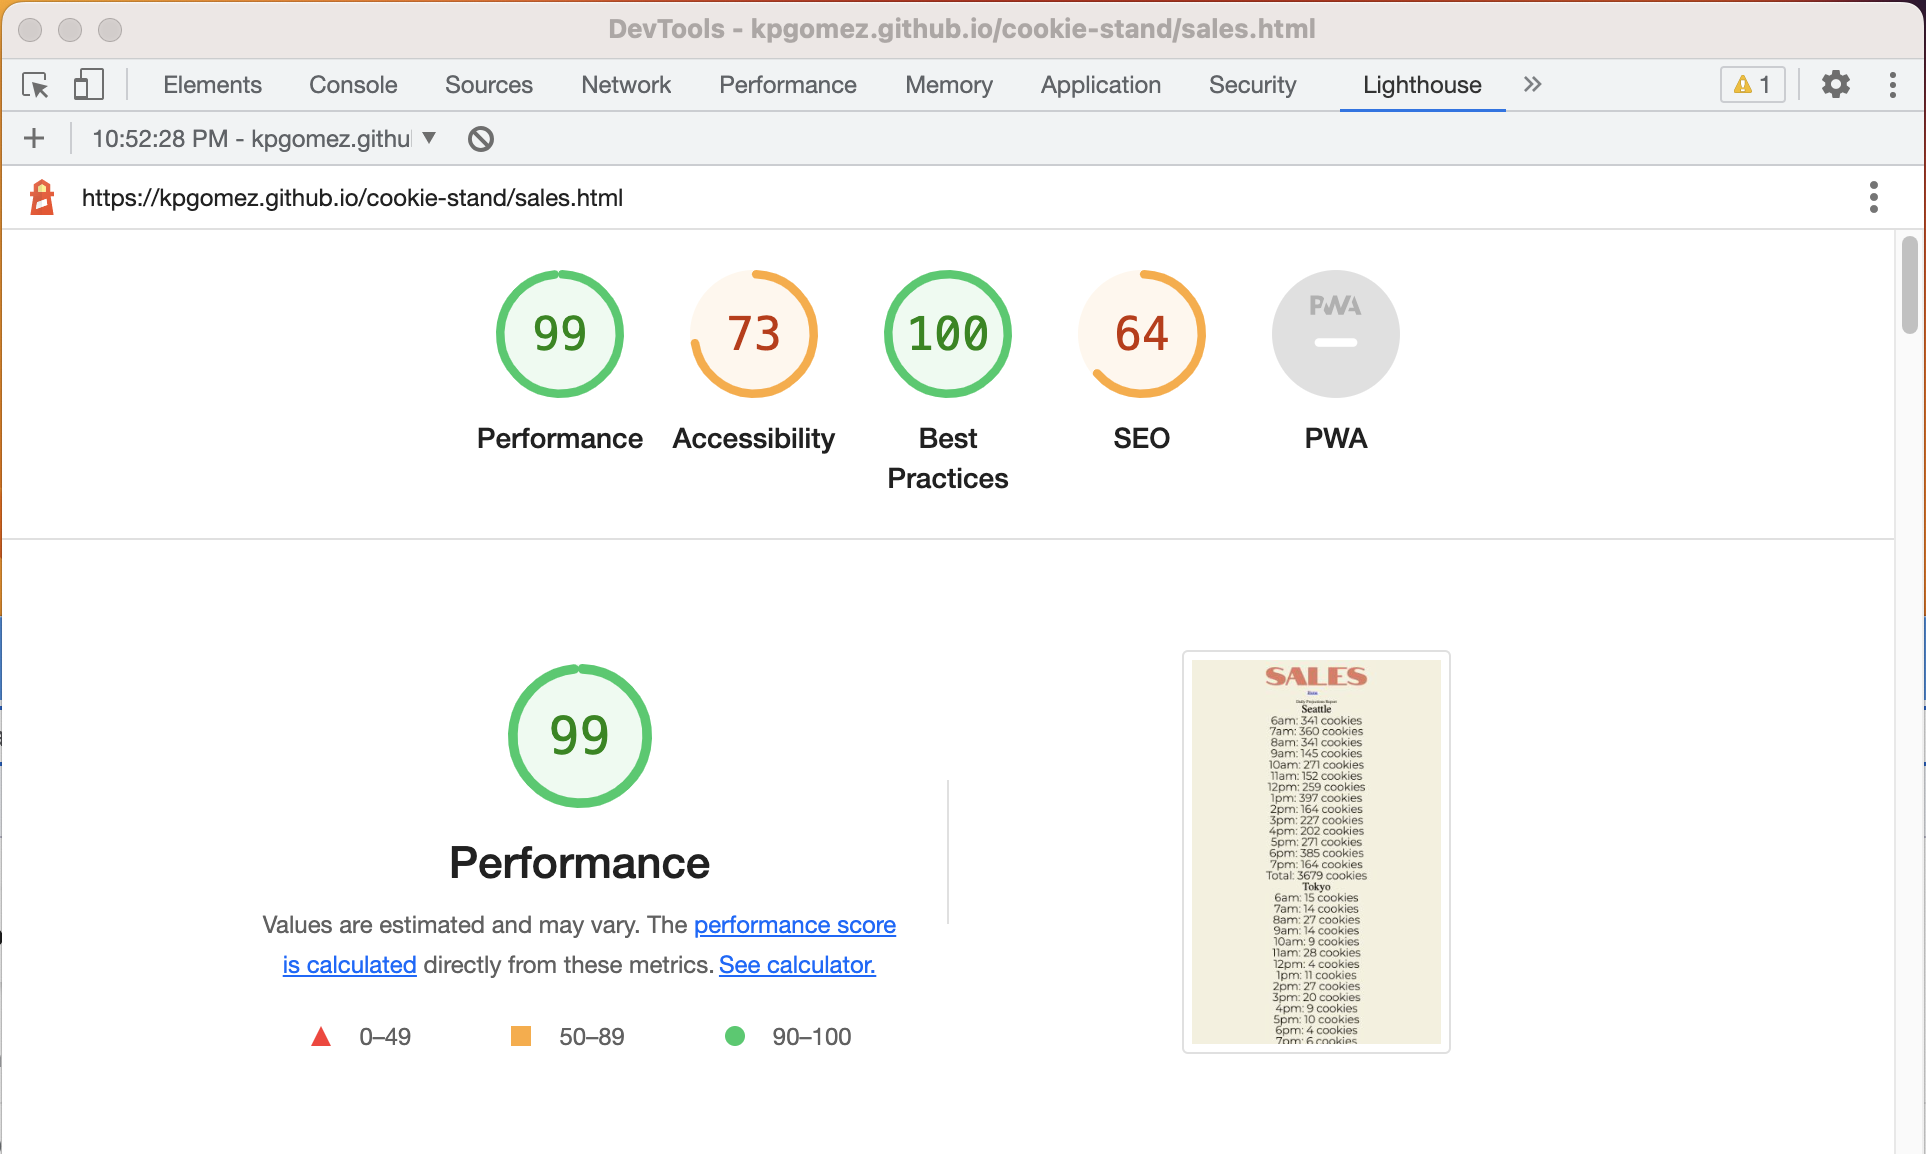 DevTools - kpgomez.github.io/cookie-stand/sales.html
Elements Console Sources Network Performance Memory Application Security Lighthouse » 1
10:52:28 PM - kpgomez.githu
https://kpgomez.github.io/cookie-stand/sales.html
99 73 100 64 PWA
Performance Accessibility Best Practices SEO PWA
99
Performance
Values are estimated and may vary. The performance score
is calculated directly from these metrics. See calculator.
0–49 50–89 90–100
SALES
Home
Daily Projections Report
Seattle
6am: 341 cookies
7am: 360 cookies
8am: 341 cookies
9am: 145 cookies
10am: 271 cookies
11am: 152 cookies
12pm: 259 cookies
1pm: 397 cookies
2pm: 164 cookies
3pm: 227 cookies
4pm: 202 cookies
5pm: 271 cookies
6pm: 385 cookies
7pm: 164 cookies
Total: 3679 cookies
Tokyo
6am: 15 cookies
7am: 14 cookies
8am: 27 cookies
9am: 14 cookies
10am: 9 cookies
11am: 28 cookies
12pm: 4 cookies
1pm: 11 cookies
2pm: 27 cookies
3pm: 20 cookies
4pm: 9 cookies
5pm: 10 cookies
6pm: 4 cookies
7pm: 6 cookies